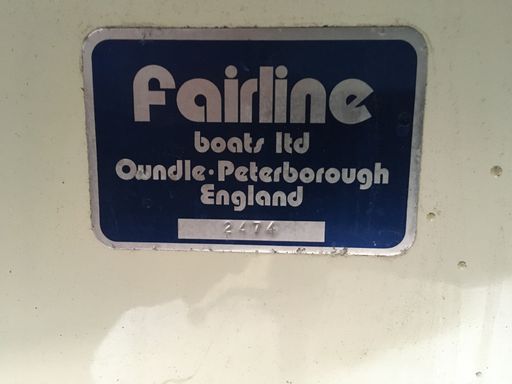 Fairline
boats ltd
Oundle·Peterborough
England
2474